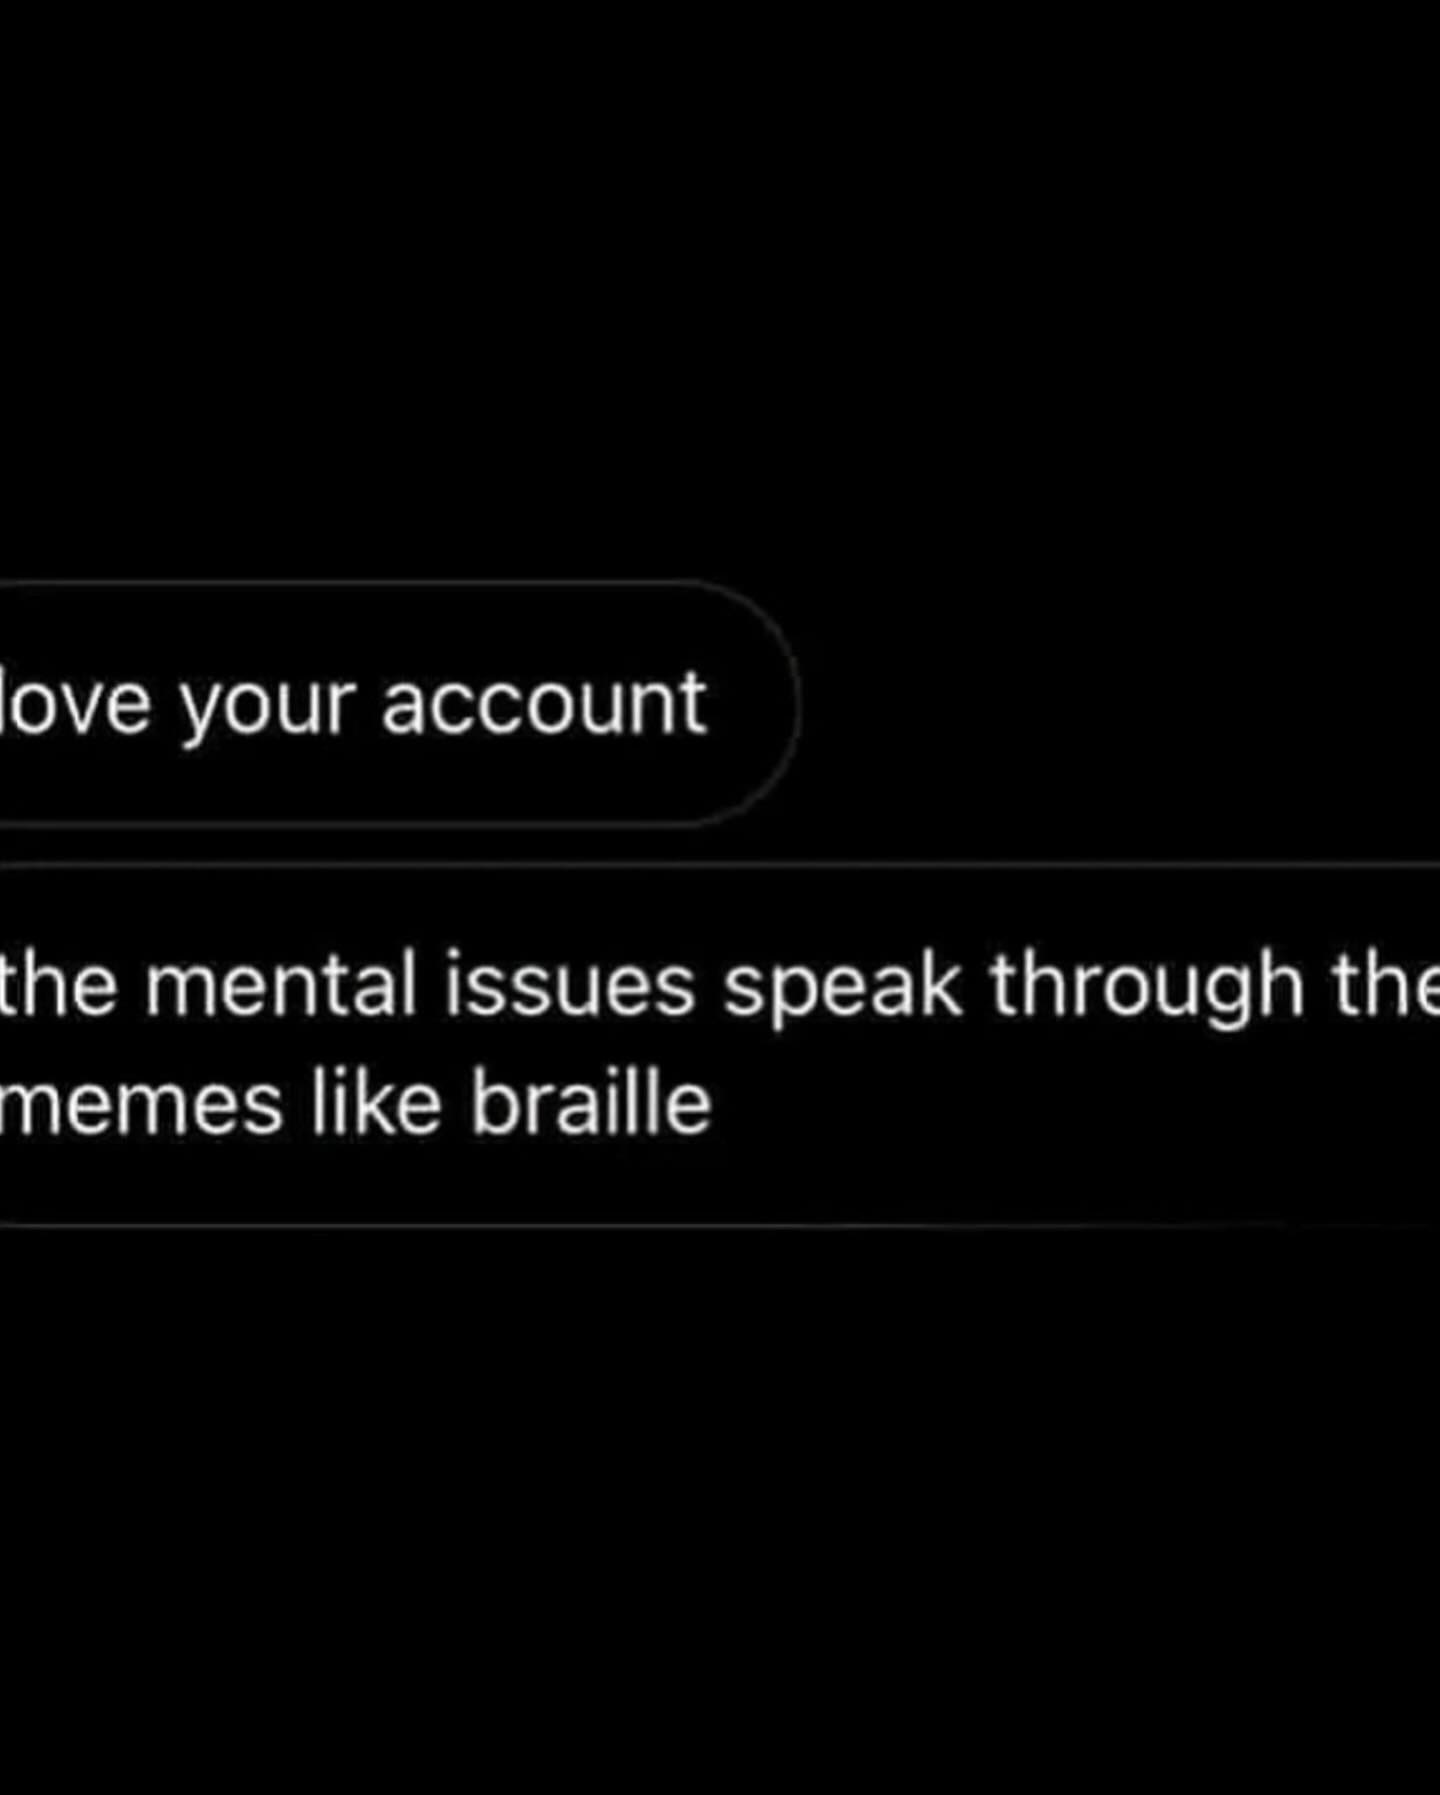 love your account
the mental issues speak through the
memes like braille